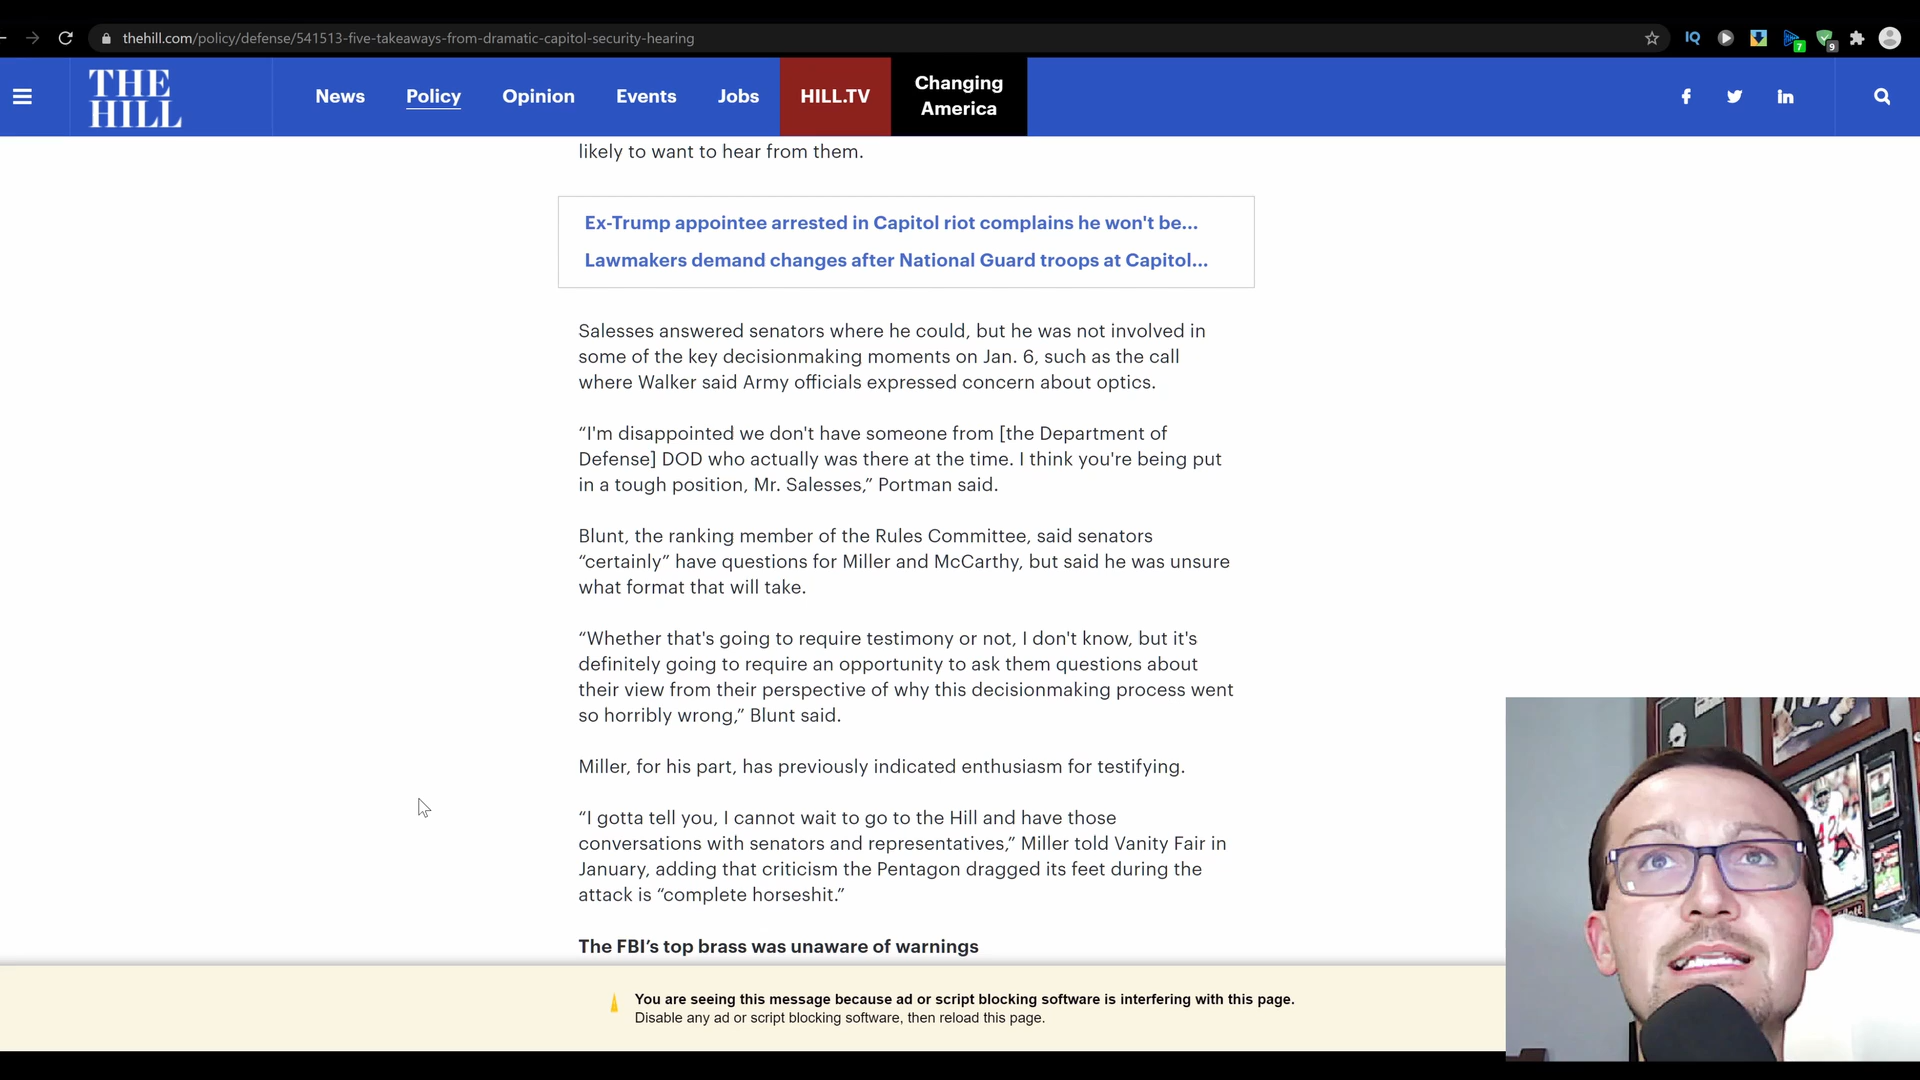 thehill.com/policy/defense/541513-five-takeaways-from-dramatic-capitol-security-hearing
IQ
7
9
THE
HILL
News
Policy
Opinion
Events
Jobs
HILL.TV
Changing
America
likely to want to hear from them.
Ex-Trump appointee arrested in Capitol riot complains he won't be...
Lawmakers demand changes after National Guard troops at Capitol...
Salesses answered senators where he could, but he was not involved in
some of the key decisionmaking moments on Jan. 6, such as the call
where Walker said Army officials expressed concern about optics.
“I'm disappointed we don't have someone from [the Department of
Defense] DOD who actually was there at the time. I think you're being put
in a tough position, Mr. Salesses,” Portman said.
Blunt, the ranking member of the Rules Committee, said senators
“certainly” have questions for Miller and McCarthy, but said he was unsure
what format that will take.
“Whether that's going to require testimony or not, I don't know, but it's
definitely going to require an opportunity to ask them questions about
their view from their perspective of why this decisionmaking process went
so horribly wrong,” Blunt said.
Miller, for his part, has previously indicated enthusiasm for testifying.
“I gotta tell you, I cannot wait to go to the Hill and have those
conversations with senators and representatives,” Miller told Vanity Fair in
January, adding that criticism the Pentagon dragged its feet during the
attack is “complete horseshit.”
The FBI’s top brass was unaware of warnings
You are seeing this message because ad or script blocking software is interfering with this page.
Disable any ad or script blocking software, then reload this page.